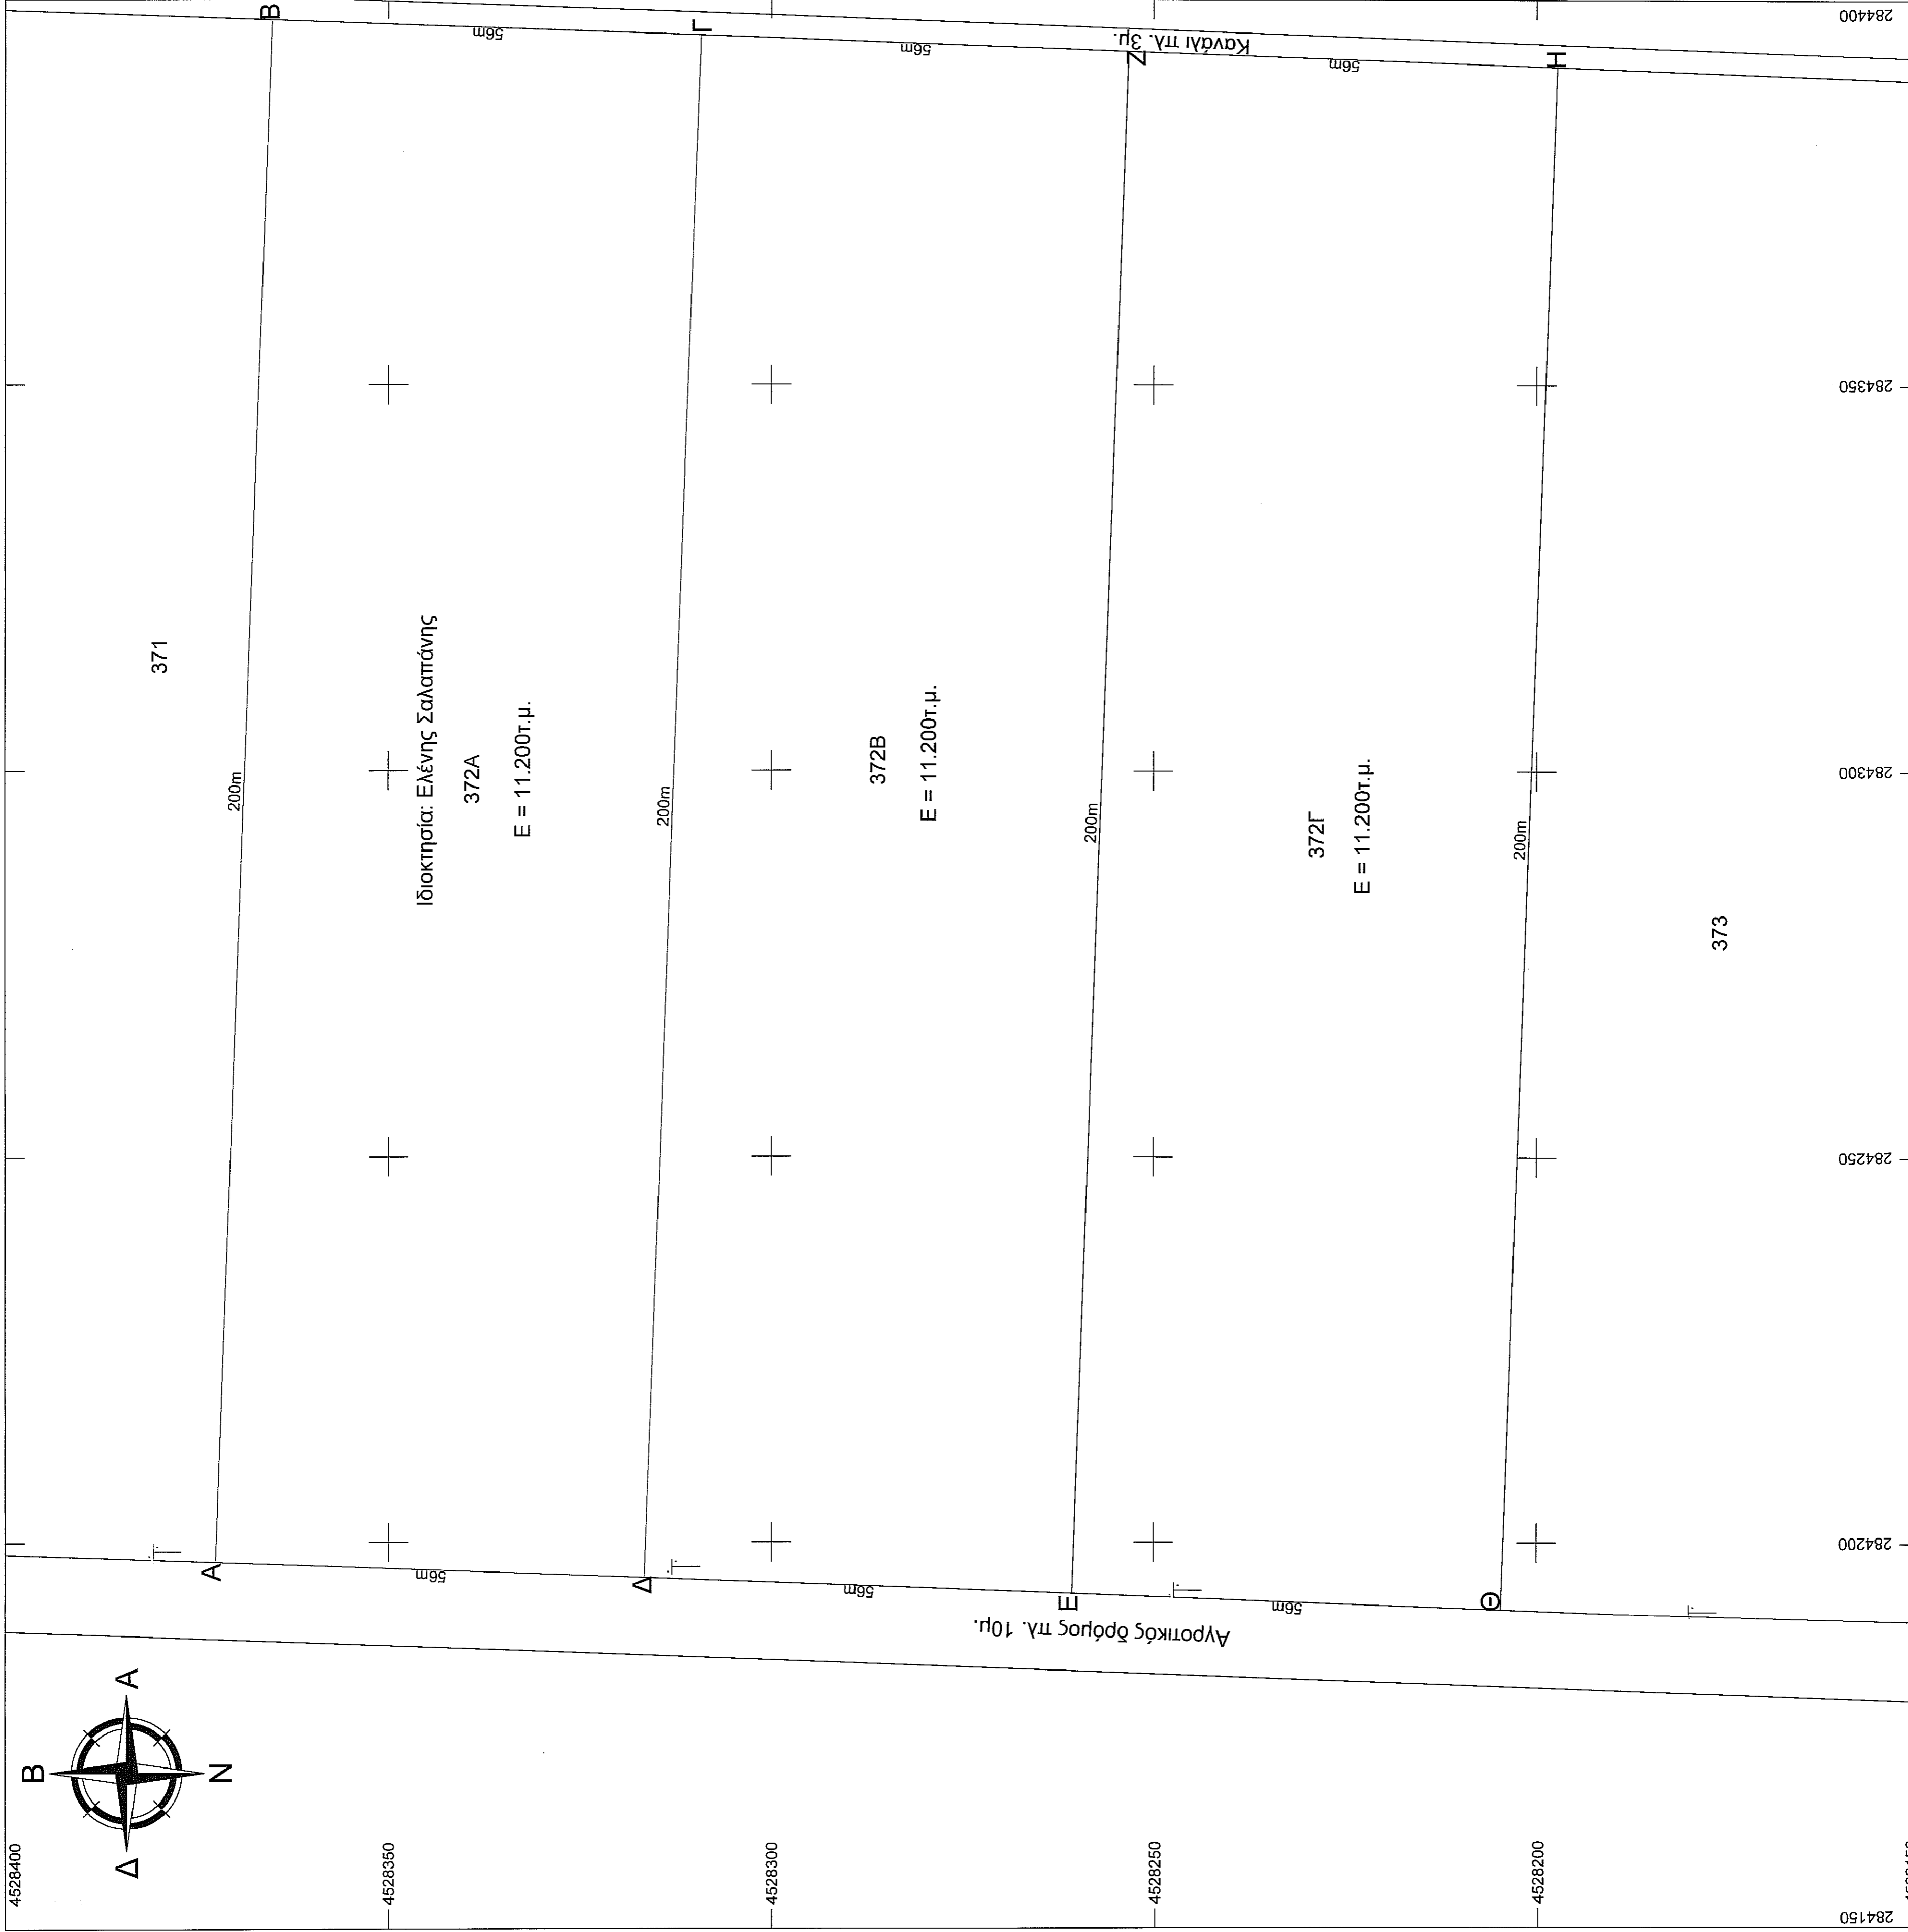 4528400
Β
Α
Δ
Ν
371
Β
Α
200m
56m
56m
Ιδιοκτησία: Ελένης Σαλαπάνης
372Α
Ε = 11.200τ.μ.
4528350
Γ
Δ
200m
56m
56m
372Β
Ε = 11.200τ.μ.
4528300
Αγροτικός δρόμος πλ. 10μ.
Κανάλι πλ. 3μ.
Ζ
Ε
200m
56m
56m
372Γ
Ε = 11.200τ.μ.
4528250
Η
Θ
200m
4528200
373
284150
284200
284250
284300
284350
284400